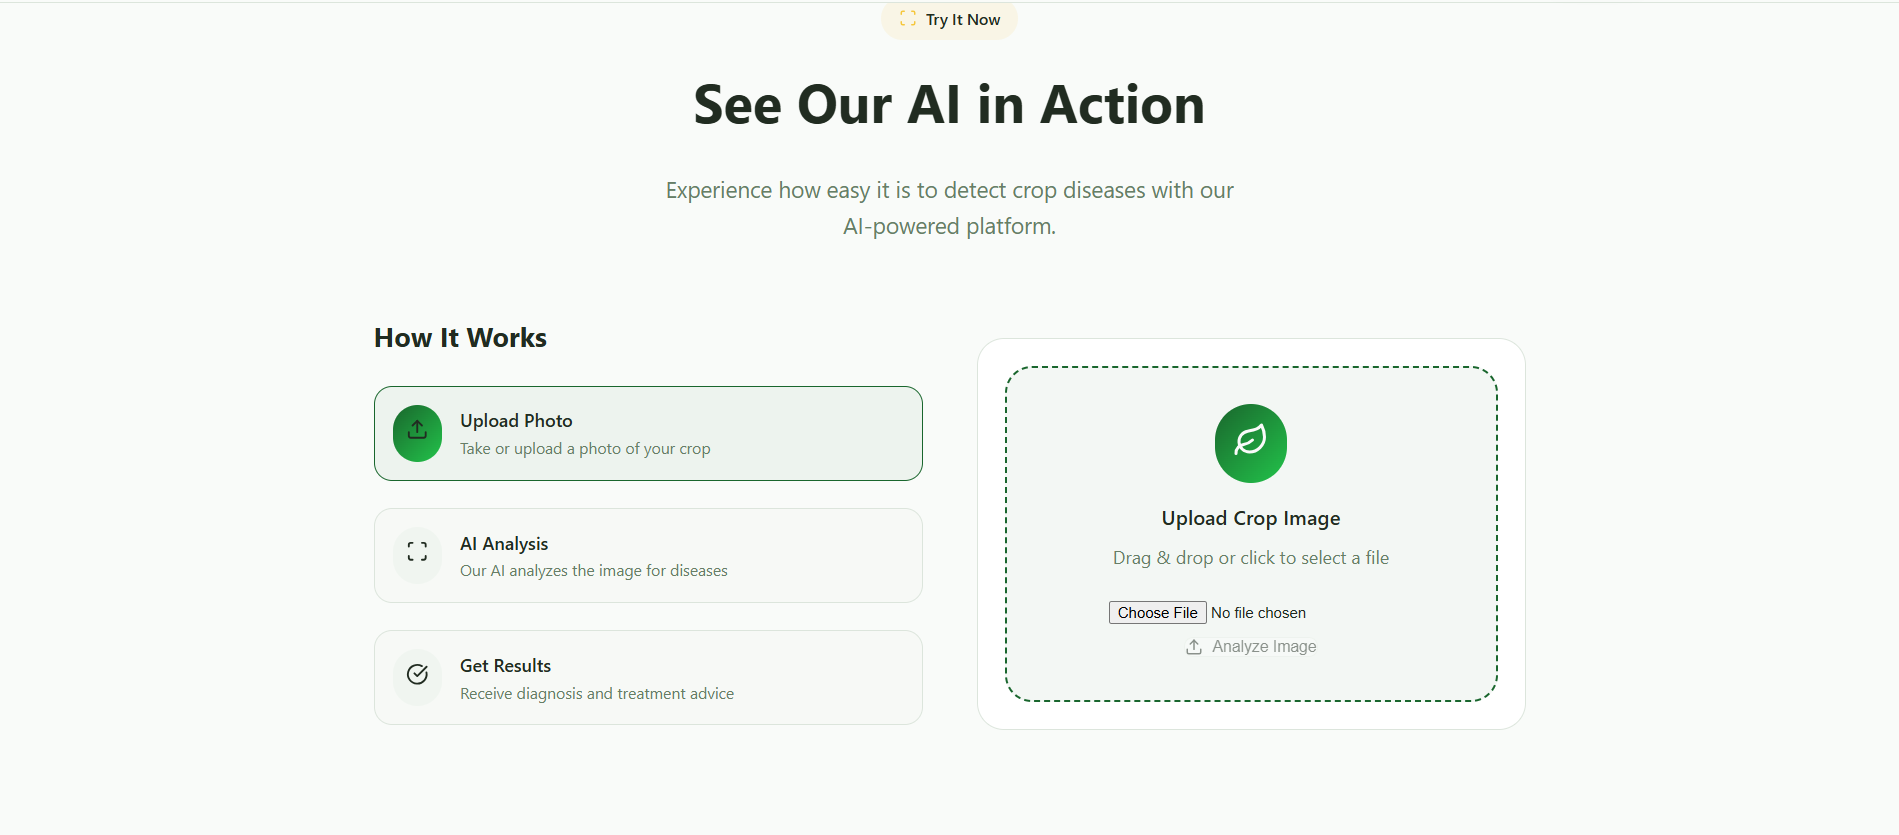 Try It Now
See Our AI in Action
Experience how easy it is to detect crop diseases with our
AI-powered platform.
How It Works
Upload Photo
Take or upload a photo of your crop
AI Analysis
Our AI analyzes the image for diseases
Get Results
Receive diagnosis and treatment advice
Upload Crop Image
Drag & drop or click to select a file
Choose File No file chosen
Analyze Image